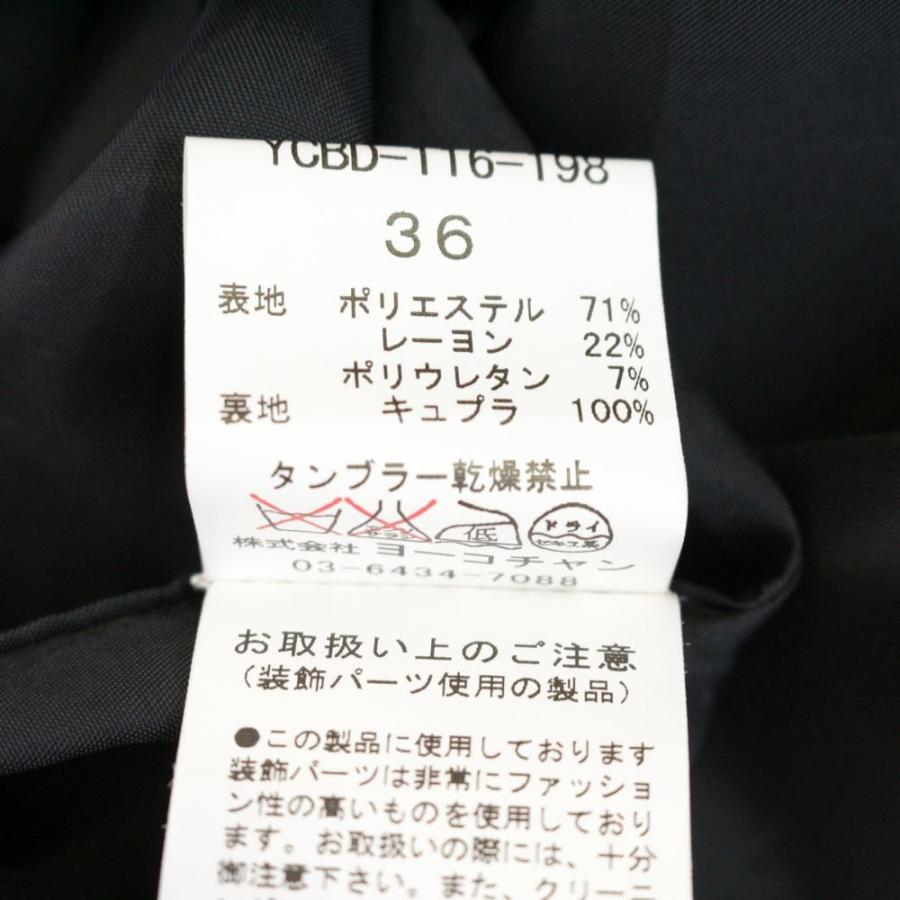 YCBD-116-198
36
表地 ポリエステル 71%
レーヨン 22%
ポリウレタン 7%
裏地 キュプラ 100%
タンブラー乾燥禁止
エンソ 低 ドライ
セキユ系
株式会社 ヨーコチャン
03-6434-7088
お取扱い上のご注意
(装飾パーツ使用の製品)
●この製品に使用しております
装飾パーツは非常にファッショ
ン性の高いものを使用しており
ます。お取扱いの際には、十分
御注意下さい。また、クリーニ